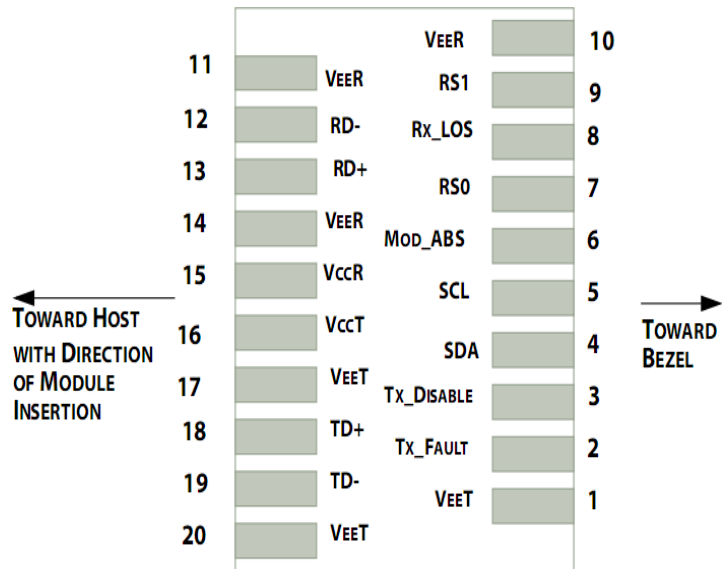 11 VEER
12 RD-
13 RD+
14 VEER
15 VCCR
16 VCCT
17 VEET
18 TD+
19 TD-
20 VEET
VEER 10
RS1 9
RX_LOS 8
RS0 7
MOD_ABS 6
SCL 5
SDA 4
TX_DISABLE 3
TX_FAULT 2
VEET 1
TOWARD HOST
WITH DIRECTION
OF MODULE
INSERTION
TOWARD
BEZEL